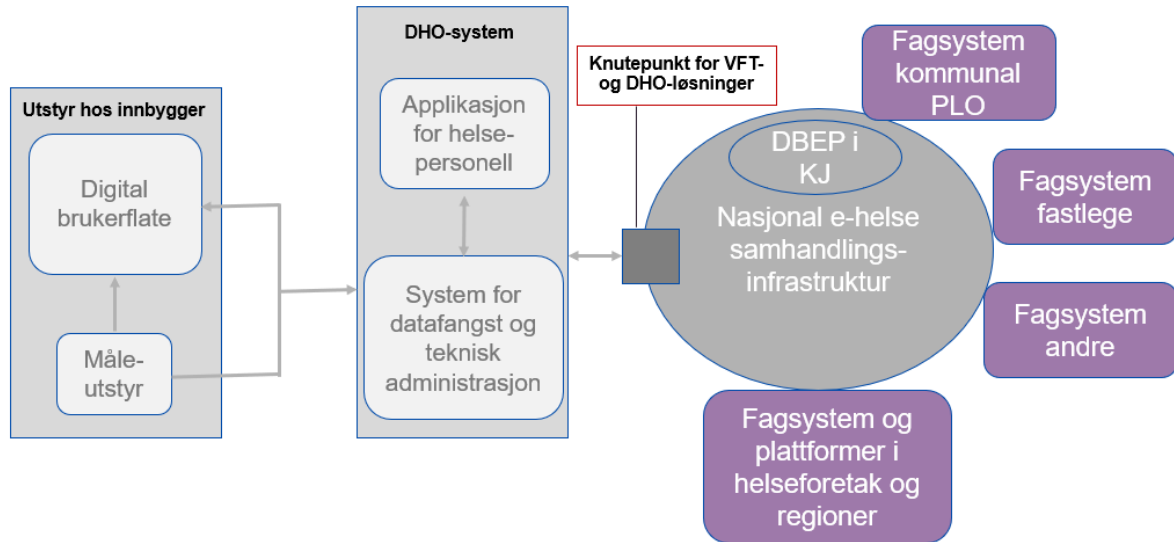 Utstyr hos innbygger
Digital
brukerflate
Måle-
utstyr
DHO-system
Applikasjon
for helse-
personell
System for
datafangst og
teknisk
administrasjon
Knutepunkt for VFT-
og DHO-løsninger
DBEP i
KJ
Nasjonal e-helse
samhandlings-
infrastruktur
Fagsystem
kommunal
PLO
Fagsystem
fastlege
Fagsystem
andre
Fagsystem og
plattformer i
helseforetak og
regioner